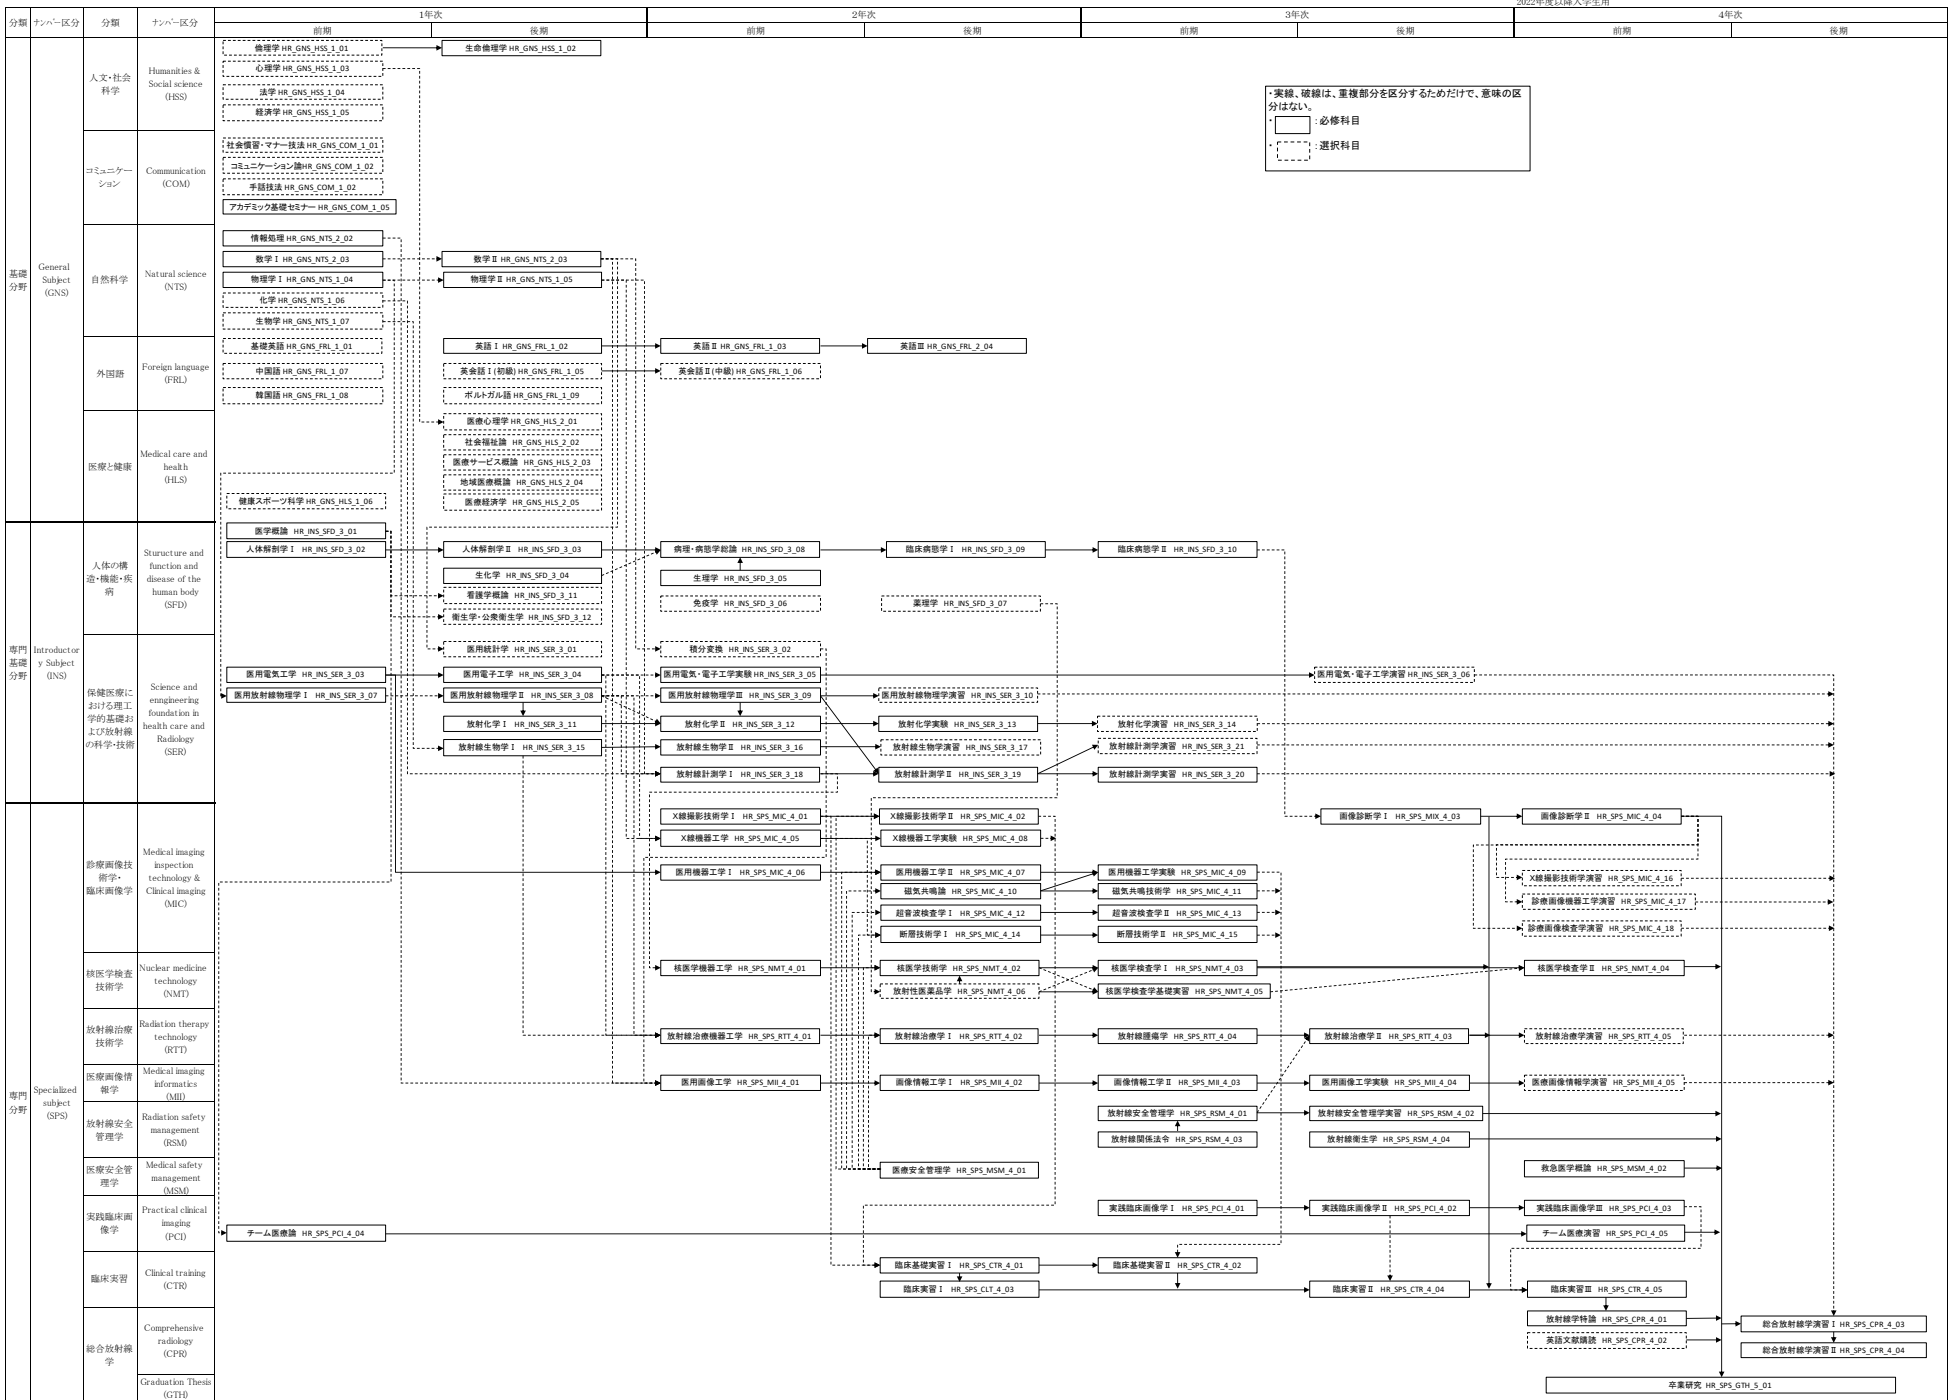 2022年度以降入学生用
分類 ナンバー区分 分類 ナンバー区分 1年次 2年次 3年次 4年次
前期 後期 前期 後期 前期 後期 前期 後期
・実線、破線は、重複部分を区分するためだけで、意味の区
分はない。
・ : 必修科目
・ : 選択科目
基礎
分野
General
Subject
(GNS)
人文・社会
科学
Humanities &
Social science
(HSS)
倫理学 HR_GNS_HSS_1_01
生命倫理学 HR_GNS_HSS_1_02
心理学 HR_GNS_HSS_1_03
法学 HR_GNS_HSS_1_04
経済学 HR_GNS_HSS_1_05
コミュニケー
ション
Communication
(COM)
社会慣習・マナー技法 HR_GNS_COM_1_01
コミュニケーション論HR_GNS_COM_1_02
手話技法 HR_GNS_COM_1_02
アカデミック基礎セミナー HR_GNS_COM_1_05
自然科学
Natural science
(NTS)
情報処理 HR_GNS_NTS_2_02
数学Ⅰ HR_GNS_NTS_2_03
数学Ⅱ HR_GNS_NTS_2_03
物理学Ⅰ HR_GNS_NTS_1_04
物理学Ⅱ HR_GNS_NTS_1_05
化学 HR_GNS_NTS_1_06
生物学 HR_GNS_NTS_1_07
外国語
Foreign language
(FRL)
基礎英語 HR_GNS_FRL_1_01
英語Ⅰ HR_GNS_FRL_1_02
英語Ⅱ HR_GNS_FRL_1_03
英語Ⅲ HR_GNS_FRL_2_04
中国語 HR_GNS_FRL_1_07
英会話Ⅰ(初級) HR_GNS_FRL_1_05
英会話Ⅱ(中級) HR_GNS_FRL_1_06
韓国語 HR_GNS_FRL_1_08
ポルトガル語 HR_GNS_FRL_1_09
医療と健康
Medical care and
health
(HLS)
医療心理学 HR_GNS_HLS_2_01
社会福祉論 HR_GNS_HLS_2_02
医療サービス概論 HR_GNS_HLS_2_03
地域医療概論 HR_GNS_HLS_2_04
健康スポーツ科学 HR_GNS_HLS_1_06
医療経済学 HR_GNS_HLS_2_05
専門
基礎
分野
Introductor
y Subject
(INS)
人体の構
造・機能・疾
病
Sturucture and
function and
disease of the
human body
(SFD)
医学概論 HR_INS_SFD_3_01
人体解剖学Ⅰ HR_INS_SFD_3_02
人体解剖学Ⅱ HR_INS_SFD_3_03
病理・病態学総論 HR_INS_SFD_3_08
臨床病態学Ⅰ HR_INS_SFD_3_09
臨床病態学Ⅱ HR_INS_SFD_3_10
生化学 HR_INS_SFD_3_04
生理学 HR_INS_SFD_3_05
看護学概論 HR_INS_SFD_3_11
免疫学 HR_INS_SFD_3_06
薬理学 HR_INS_SFD_3_07
衛生学・公衆衛生学 HR_INS_SFD_3_12
保健医療に
おける理工
学的基礎お
よび放射線
の科学・技術
Science and
enngineering
foundation in
health care and
Radiology
(SER)
医用統計学 HR_INS_SER_3_01
積分変換 HR_INS_SER_3_02
医用電気工学 HR_INS_SER_3_03
医用電子工学 HR_INS_SER_3_04
医用電気・電子工学実験 HR_INS_SER_3_05
医用電気・電子工学演習 HR_INS_SER_3_06
医用放射線物理学Ⅰ HR_INS_SER_3_07
医用放射線物理学Ⅱ HR_INS_SER_3_08
医用放射線物理学Ⅲ HR_INS_SER_3_09
医用放射線物理学演習 HR_INS_SER_3_10
放射化学Ⅰ HR_INS_SER_3_11
放射化学Ⅱ HR_INS_SER_3_12
放射化学実験 HR_INS_SER_3_13
放射化学演習 HR_INS_SER_3_14
放射線生物学Ⅰ HR_INS_SER_3_15
放射線生物学Ⅱ HR_INS_SER_3_16
放射線生物学演習 HR_INS_SER_3_17
放射線計測学演習 HR_INS_SER_3_21
放射線計測学Ⅰ HR_INS_SER_3_18
放射線計測学Ⅱ HR_INS_SER_3_19
放射線計測学実習 HR_INS_SER_3_20
専門
分野
Specialized
subject
(SPS)
診療画像技
術学・
臨床画像学
Medical imaging
inspection
technology &
Clinical imaging
(MIC)
X線撮影技術学Ⅰ HR_SPS_MIC_4_01
X線撮影技術学Ⅱ HR_SPS_MIC_4_02
画像診断学Ⅰ HR_SPS_MIX_4_03
画像診断学Ⅱ HR_SPS_MIC_4_04
X線機器工学 HR_SPS_MIC_4_05
X線機器工学実験 HR_SPS_MIC_4_08
医用機器工学Ⅰ HR_SPS_MIC_4_06
医用機器工学Ⅱ HR_SPS_MIC_4_07
医用機器工学実験 HR_SPS_MIC_4_09
X線撮影技術学演習 HR_SPS_MIC_4_16
磁気共鳴論 HR_SPS_MIC_4_10
磁気共鳴技術学 HR_SPS_MIC_4_11
診療画像機器工学演習 HR_SPS_MIC_4_17
超音波検査学Ⅰ HR_SPS_MIC_4_12
超音波検査学Ⅱ HR_SPS_MIC_4_13
診療画像検査学演習 HR_SPS_MIC_4_18
断層技術学Ⅰ HR_SPS_MIC_4_14
断層技術学Ⅱ HR_SPS_MIC_4_15
核医学検査
技術学
Nuclear medicine
technology
(NMT)
核医学機器工学 HR_SPS_NMT_4_01
核医学技術学 HR_SPS_NMT_4_02
核医学検査学Ⅰ HR_SPS_NMT_4_03
核医学検査学Ⅱ HR_SPS_NMT_4_04
放射性医薬品学 HR_SPS_NMT_4_06
核医学検査学基礎実習 HR_SPS_NMT_4_05
放射線治療
技術学
Radiation therapy
technology
(RTT)
放射線治療機器工学 HR_SPS_RTT_4_01
放射線治療学Ⅰ HR_SPS_RTT_4_02
放射線腫瘍学 HR_SPS_RTT_4_04
放射線治療学Ⅱ HR_SPS_RTT_4_03
放射線治療学演習 HR_SPS_RTT_4_05
医療画像情
報学
Medical imaging
informatics
(MII)
医用画像工学 HR_SPS_MII_4_01
画像情報工学Ⅰ HR_SPS_MII_4_02
画像情報工学Ⅱ HR_SPS_MII_4_03
医用画像工学実験 HR_SPS_MII_4_04
医療画像情報学演習 HR_SPS_MII_4_05
放射線安全
管理学
Radiation safety
management
(RSM)
放射線安全管理学 HR_SPS_RSM_4_01
放射線安全管理学実習 HR_SPS_RSM_4_02
放射線関係法令 HR_SPS_RSM_4_03
放射線衛生学 HR_SPS_RSM_4_04
医療安全管
理学
Medical safety
management
(MSM)
医療安全管理学 HR_SPS_MSM_4_01
救急医学概論 HR_SPS_MSM_4_02
実践臨床画
像学
Practical clinical
imaging
(PCI)
実践臨床画像学Ⅰ HR_SPS_PCI_4_01
実践臨床画像学Ⅱ HR_SPS_PCI_4_02
実践臨床画像学Ⅲ HR_SPS_PCI_4_03
チーム医療論 HR_SPS_PCI_4_04
チーム医療演習 HR_SPS_PCI_4_05
臨床実習
Clinical training
(CTR)
臨床基礎実習Ⅰ HR_SPS_CTR_4_01
臨床基礎実習Ⅱ HR_SPS_CTR_4_02
臨床実習Ⅰ HR_SPS_CLT_4_03
臨床実習Ⅱ HR_SPS_CTR_4_04
臨床実習Ⅲ HR_SPS_CTR_4_05
総合放射線
学
Comprehensive
radiology
(CPR)
放射線学特論 HR_SPS_CPR_4_01
総合放射線学演習Ⅰ HR_SPS_CPR_4_03
英語文献購読 HR_SPS_CPR_4_02
総合放射線学演習Ⅱ HR_SPS_CPR_4_04
Graduation Thesis
(GTH)
卒業研究 HR_SPS_GTH_5_01